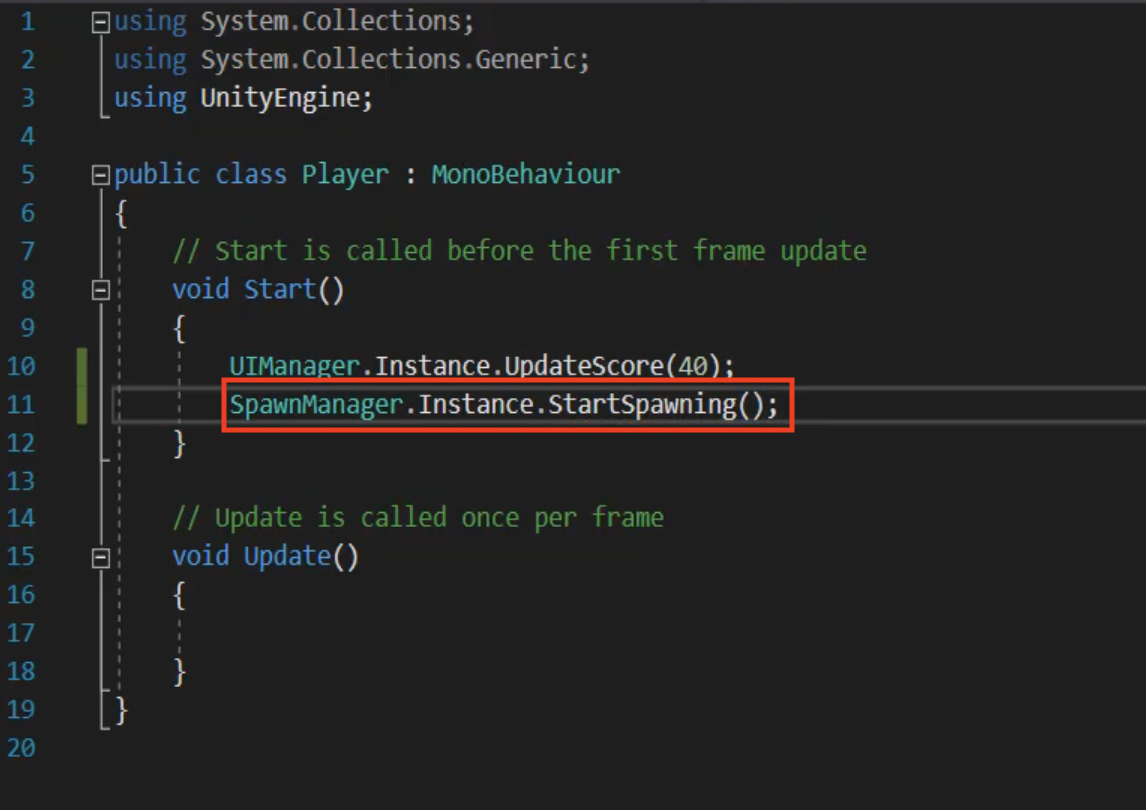 1 using System.Collections;
2 using System.Collections.Generic;
3 using UnityEngine;
4
5 public class Player : MonoBehaviour
6 {
7 // Start is called before the first frame update
8 void Start()
9 {
10 UIManager.Instance.UpdateScore(40);
11 SpawnManager.Instance.StartSpawning();
12 }
13
14 // Update is called once per frame
15 void Update()
16 {
17
18 }
19 }
20